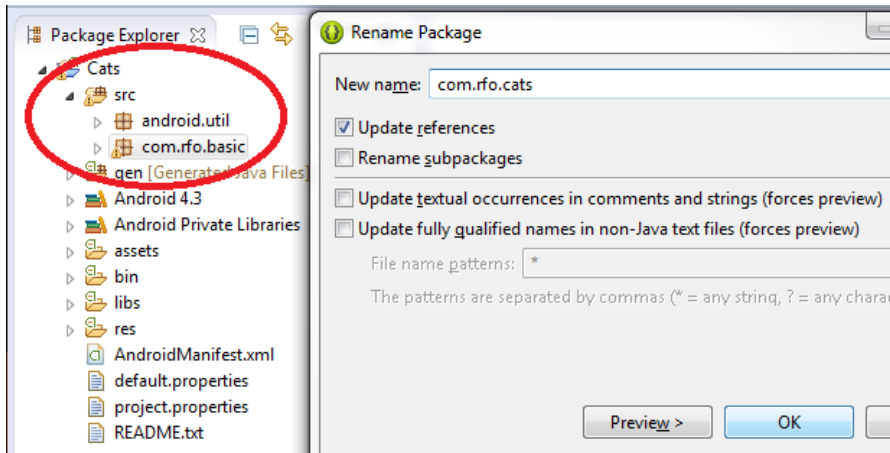 Package Explorer
Cats
src
android.util
com.rfo.basic
gen [Generated Java Files]
Android 4.3
Android Private Libraries
assets
bin
libs
res
AndroidManifest.xml
default.properties
project.properties
README.txt
Rename Package
New name: com.rfo.cats
Update references
Rename subpackages
Update textual occurrences in comments and strings (forces preview)
Update fully qualified names in non-Java text files (forces preview)
File name patterns: *
The patterns are separated by commas (* = any string, ? = any chara
Preview >
OK